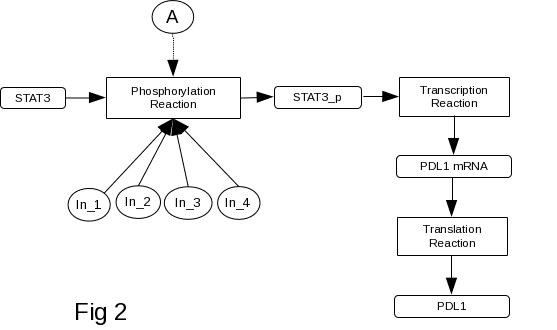 A
STAT3
Phosphorylation
Reaction
STAT3_p
Transcription
Reaction
PDL1 mRNA
In_1
In_2
In_3
In_4
Translation
Reaction
PDL1
Fig 2